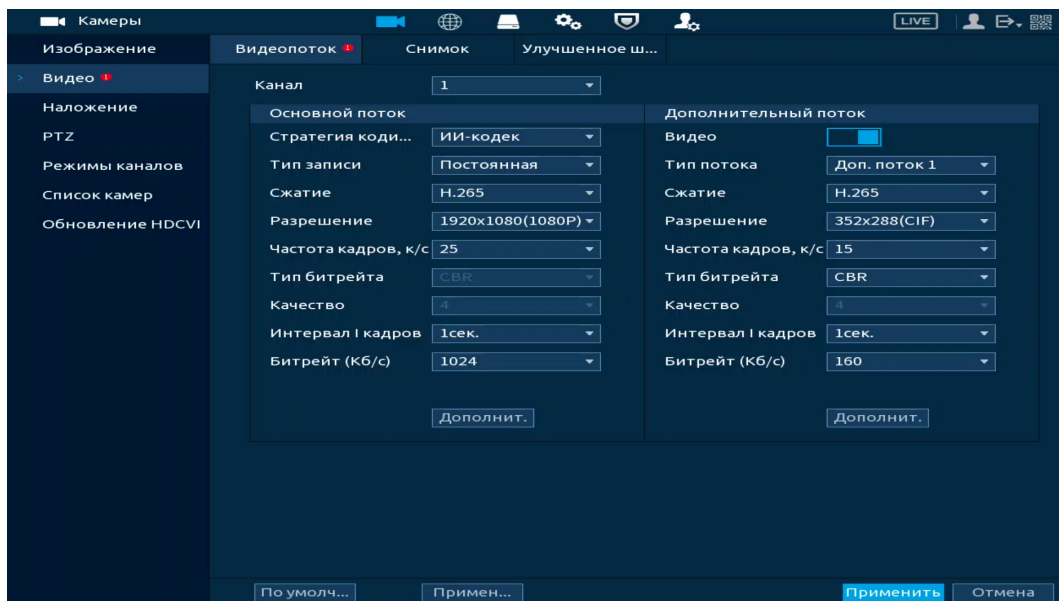 Камеры LIVE
Изображение
Видео 1
Наложение
PTZ
Режимы каналов
Список камер
Обновление HDCVI
Видеопоток 1 Снимок Улучшенное ш...
Канал 1
Основной поток
Стратегия коди... ИИ-кодек
Тип записи Постоянная
Сжатие H.265
Разрешение 1920x1080(1080P)
Частота кадров, к/с 25
Тип битрейта CBR
Качество 4
Интервал I кадров 1сек.
Битрейт (Кб/с) 1024
Дополнит.
Дополнительный поток
Видео
Тип потока Доп. поток 1
Сжатие H.265
Разрешение 352x288(CIF)
Частота кадров, к/с 15
Тип битрейта CBR
Качество 4
Интервал I кадров 1сек.
Битрейт (Кб/с) 160
Дополнит.
По умолч... Примен... Применить Отмена